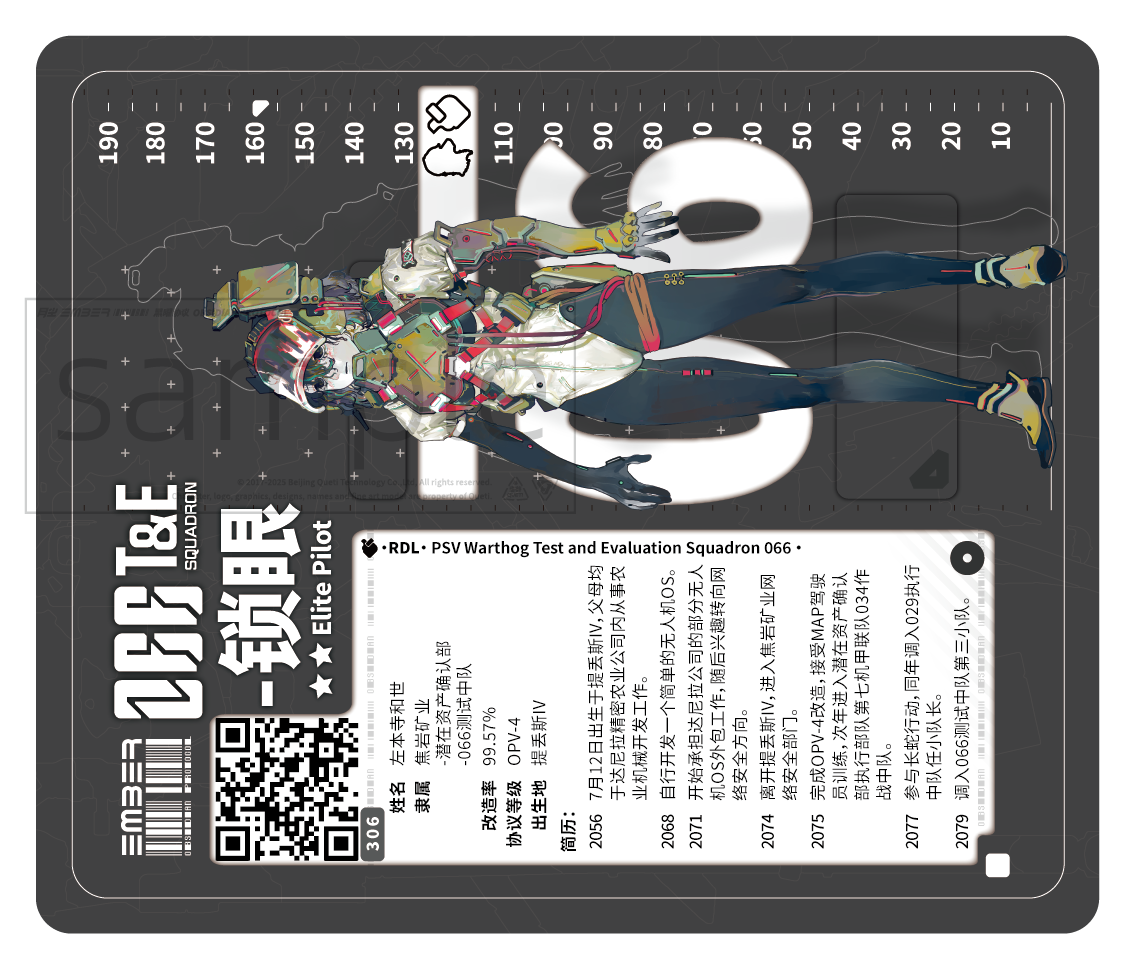 066 T&E
SQUADRON
EMBER
锁眼
★★ Elite Pilot
190
180
170
160
150
140
130
110
90
80
50
40
30
20
10
sample
•RDL• PSV Warthog Test and Evaluation Squadron 066 •
306
姓名 左本寺和世
隶属 焦岩矿业
-潜在资产确认部
-066测试中队
改造率 99.57%
协议等级 OPV-4
出生地 提丢斯IV
简历：
2056 7月12日出生于提丢斯IV，父母均
于达尼拉精密农业公司内从事农
业机械开发工作。
2068 自行开发一个简单的无人机OS。
2071 开始承担达尼拉公司的部分无人
机OS外包工作，随后兴趣转向网
络安全方向。
2074 离开提丢斯IV，进入焦岩矿业网
络安全部门。
2075 完成OPV-4改造，接受MAP驾驶
员训练，次年进入潜在资产确认
部执行部队第七机甲联队034作
战中队。
2077 参与长蛇行动，同年调入029执行
中队任小队长。
2079 调入066测试中队第三小队。